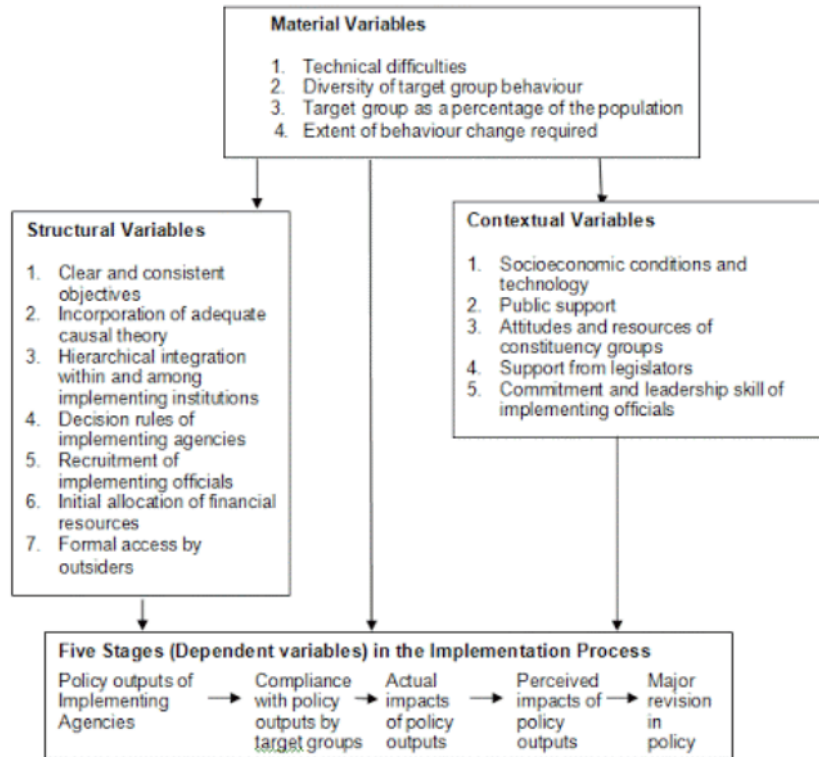 Material Variables
1. Technical difficulties
2. Diversity of target group behaviour
3. Target group as a percentage of the population
4. Extent of behaviour change required
Structural Variables
1. Clear and consistent
objectives
2. Incorporation of adequate
causal theory
3. Hierarchical integration
within and among
implementing institutions
4. Decision rules of
implementing agencies
5. Recruitment of
implementing officials
6. Initial allocation of financial
resources
7. Formal access by
outsiders
Contextual Variables
1. Socioeconomic conditions and
technology
2. Public support
3. Attitudes and resources of
constituency groups
4. Support from legislators
5. Commitment and leadership skill of
implementing officials
Five Stages (Dependent variables) in the Implementation Process
Policy outputs of
Implementing
Agencies
Compliance
with policy
outputs by
target groups
Actual
impacts
of policy
outputs
Perceived
impacts of
policy
outputs
Major
revision
in
policy